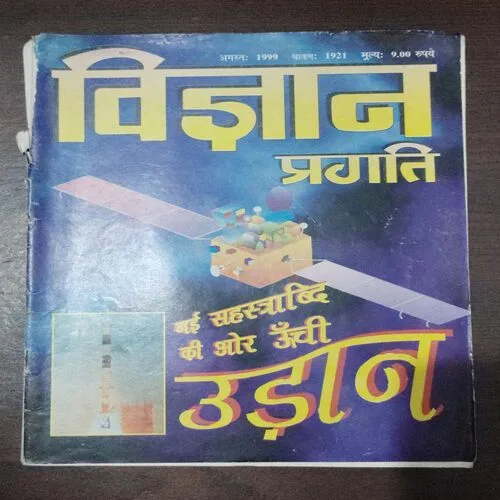 अगस्त: 1999 श्रावण: 1921 मूल्य: 9.00 रुपये
विज्ञान
प्रगति
नई सहस्त्राब्दि
की ओर ऊँची
उड़ान